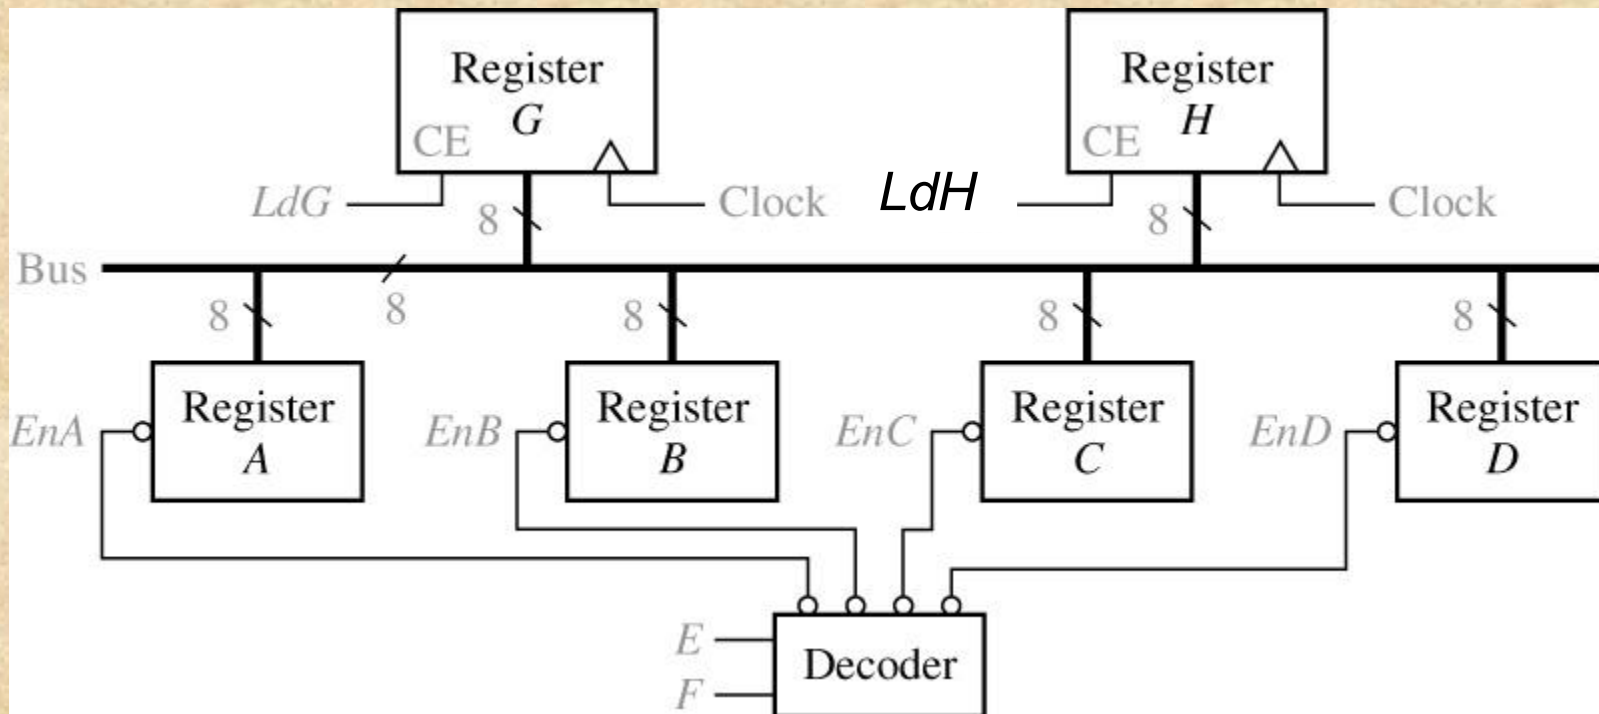 Register
G
CE
LdG
8
Clock
Register
H
CE
LdH
8
Clock
Bus
8
8
8
8
8
EnA
Register
A
EnB
Register
B
EnC
Register
C
EnD
Register
D
E
F
Decoder